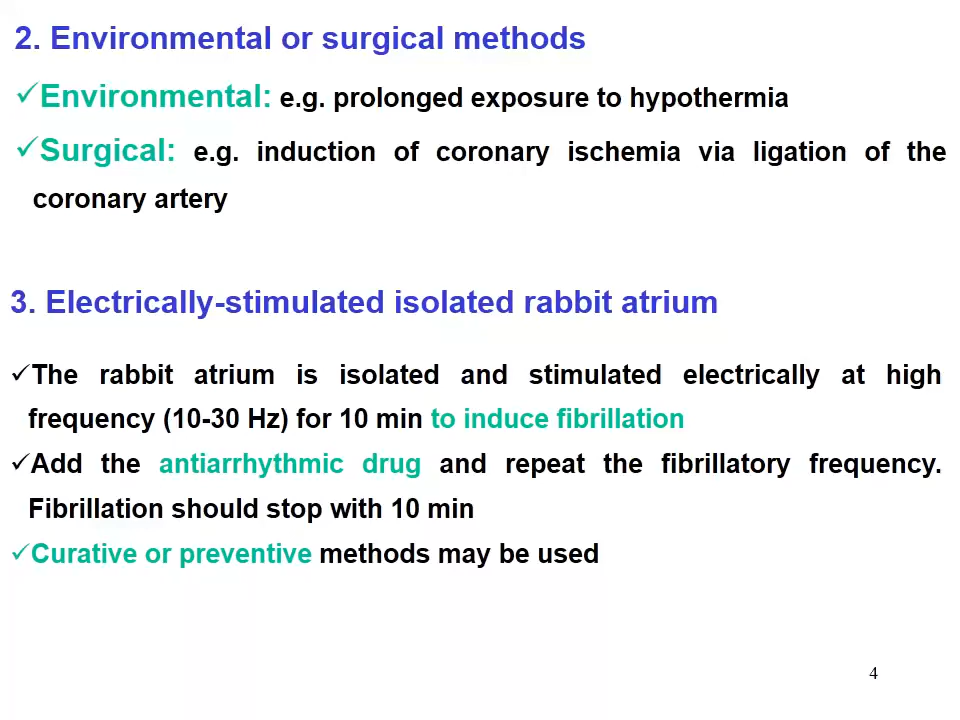 2. Environmental or surgical methods
✓Environmental: e.g. prolonged exposure to hypothermia
✓Surgical: e.g. induction of coronary ischemia via ligation of the
coronary artery
3. Electrically-stimulated isolated rabbit atrium
✓The rabbit atrium is isolated and stimulated electrically at high
frequency (10-30 Hz) for 10 min to induce fibrillation
✓Add the antiarrhythmic drug and repeat the fibrillatory frequency.
Fibrillation should stop with 10 min
✓Curative or preventive methods may be used
4